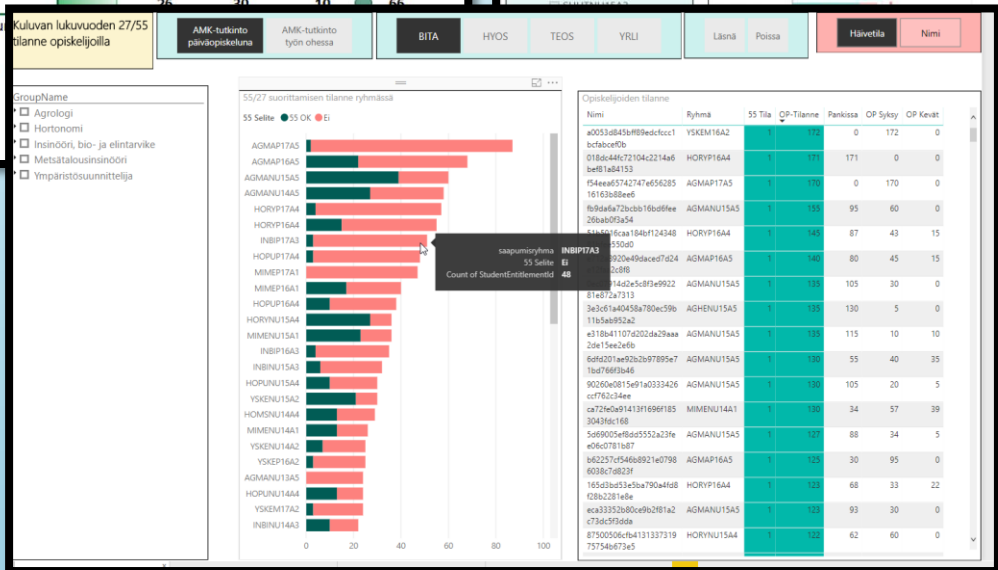 26 30 10 66
SUUTNU15A3
Kuluvan lukuvuoden 27/55
tilanne opiskelijoilla
AMK-tutkinto
päiväopiskeluna
AMK-tutkinto
työn ohessa
BITA
HYOS
TEOS
YRLI
Läsnä
Poissa
Häivetila
Nimi
GroupName
Agrologi
Hortonomi
Insinööri, bio- ja elintarvike
Metsätalousinsinööri
Ympäristösuunnittelija
55/27 suorittamisen tilanne ryhmässä
55 Selite 55 OK Ei
AGMAP17A5
AGMAP16A5
AGMANU15A5
AGMANU14A5
HORYP17A4
HORYP16A4
INBIP17A3
HOPUP17A4
MIMEP17A1
MIMEP16A1
HOPUP16A4
HORYNU15A4
MIMENU15A1
INBIP16A3
INBINU15A3
HOPUNU15A4
YSKENU15A2
HOMSNU14A4
MIMENU14A1
YSKENU14A2
YSKEP16A2
AGMANU13A5
HOPUNU14A4
YSKEM17A2
INBINU14A3
0 20 40 60 80 100
saapumisryhma INBIP17A3
55 Selite Ei
Count of StudentEntitlementId 48
Opiskelijoiden tilanne
Nimi Ryhmä 55 Tila OP-Tilanne Pankissa OP Syksy OP Kevät
a0053d845bff89edcfccc1 YSKEM16A2 1 172 0 172 0
bcfabcef0b
018dc44fc72104c2214a6 HORYP16A4 1 171 171 0 0
bef81a84153
f54eea65742747e656285 AGMAP17A5 1 170 0 170 0
16163b88ee6
fb9da6a72bcbb16bd6fee AGMANU15A5 1 155 95 60 0
26bab0f3a54
HORYP16A4 1 145 87 43 15
AGMAP16A5 1 140 80 45 15
AGMANU15A5 1 135 105 30 0
81e872a7313
3e3c61a40458a780ec59b AGHENU15A5 1 135 130 5 0
11b5ab952a2
e318b41107d202da29aaa AGMANU15A5 1 135 115 10 10
2de15ee2e6b
6dfd201ae92b2b97895e7 AGMANU15A5 1 130 55 40 35
1bd766f3b46
90260e0815e91a0333426 AGMANU15A5 1 130 105 20 5
ccf762c34ee
ca72fe0a91413f1696f185 MIMENU14A1 1 130 34 57 39
3043fdc168
5d69005ef8dd5552a23fe AGMANU15A5 1 127 88 34 5
e06c0781b87
b62257cf546b8921e0798 AGMAP16A5 1 125 30 95 0
6038c7d823f
165d3bd53e5ba790a4fd8 HORYP16A4 1 123 68 33 22
f28b2281e8e
eca33352b80ce9b2f81a2 AGMANU15A5 1 123 93 30 0
c73dc5f3dda
87500506cfb4131337319 HORYNU15A4 1 122 62 60 0
75754b673e5